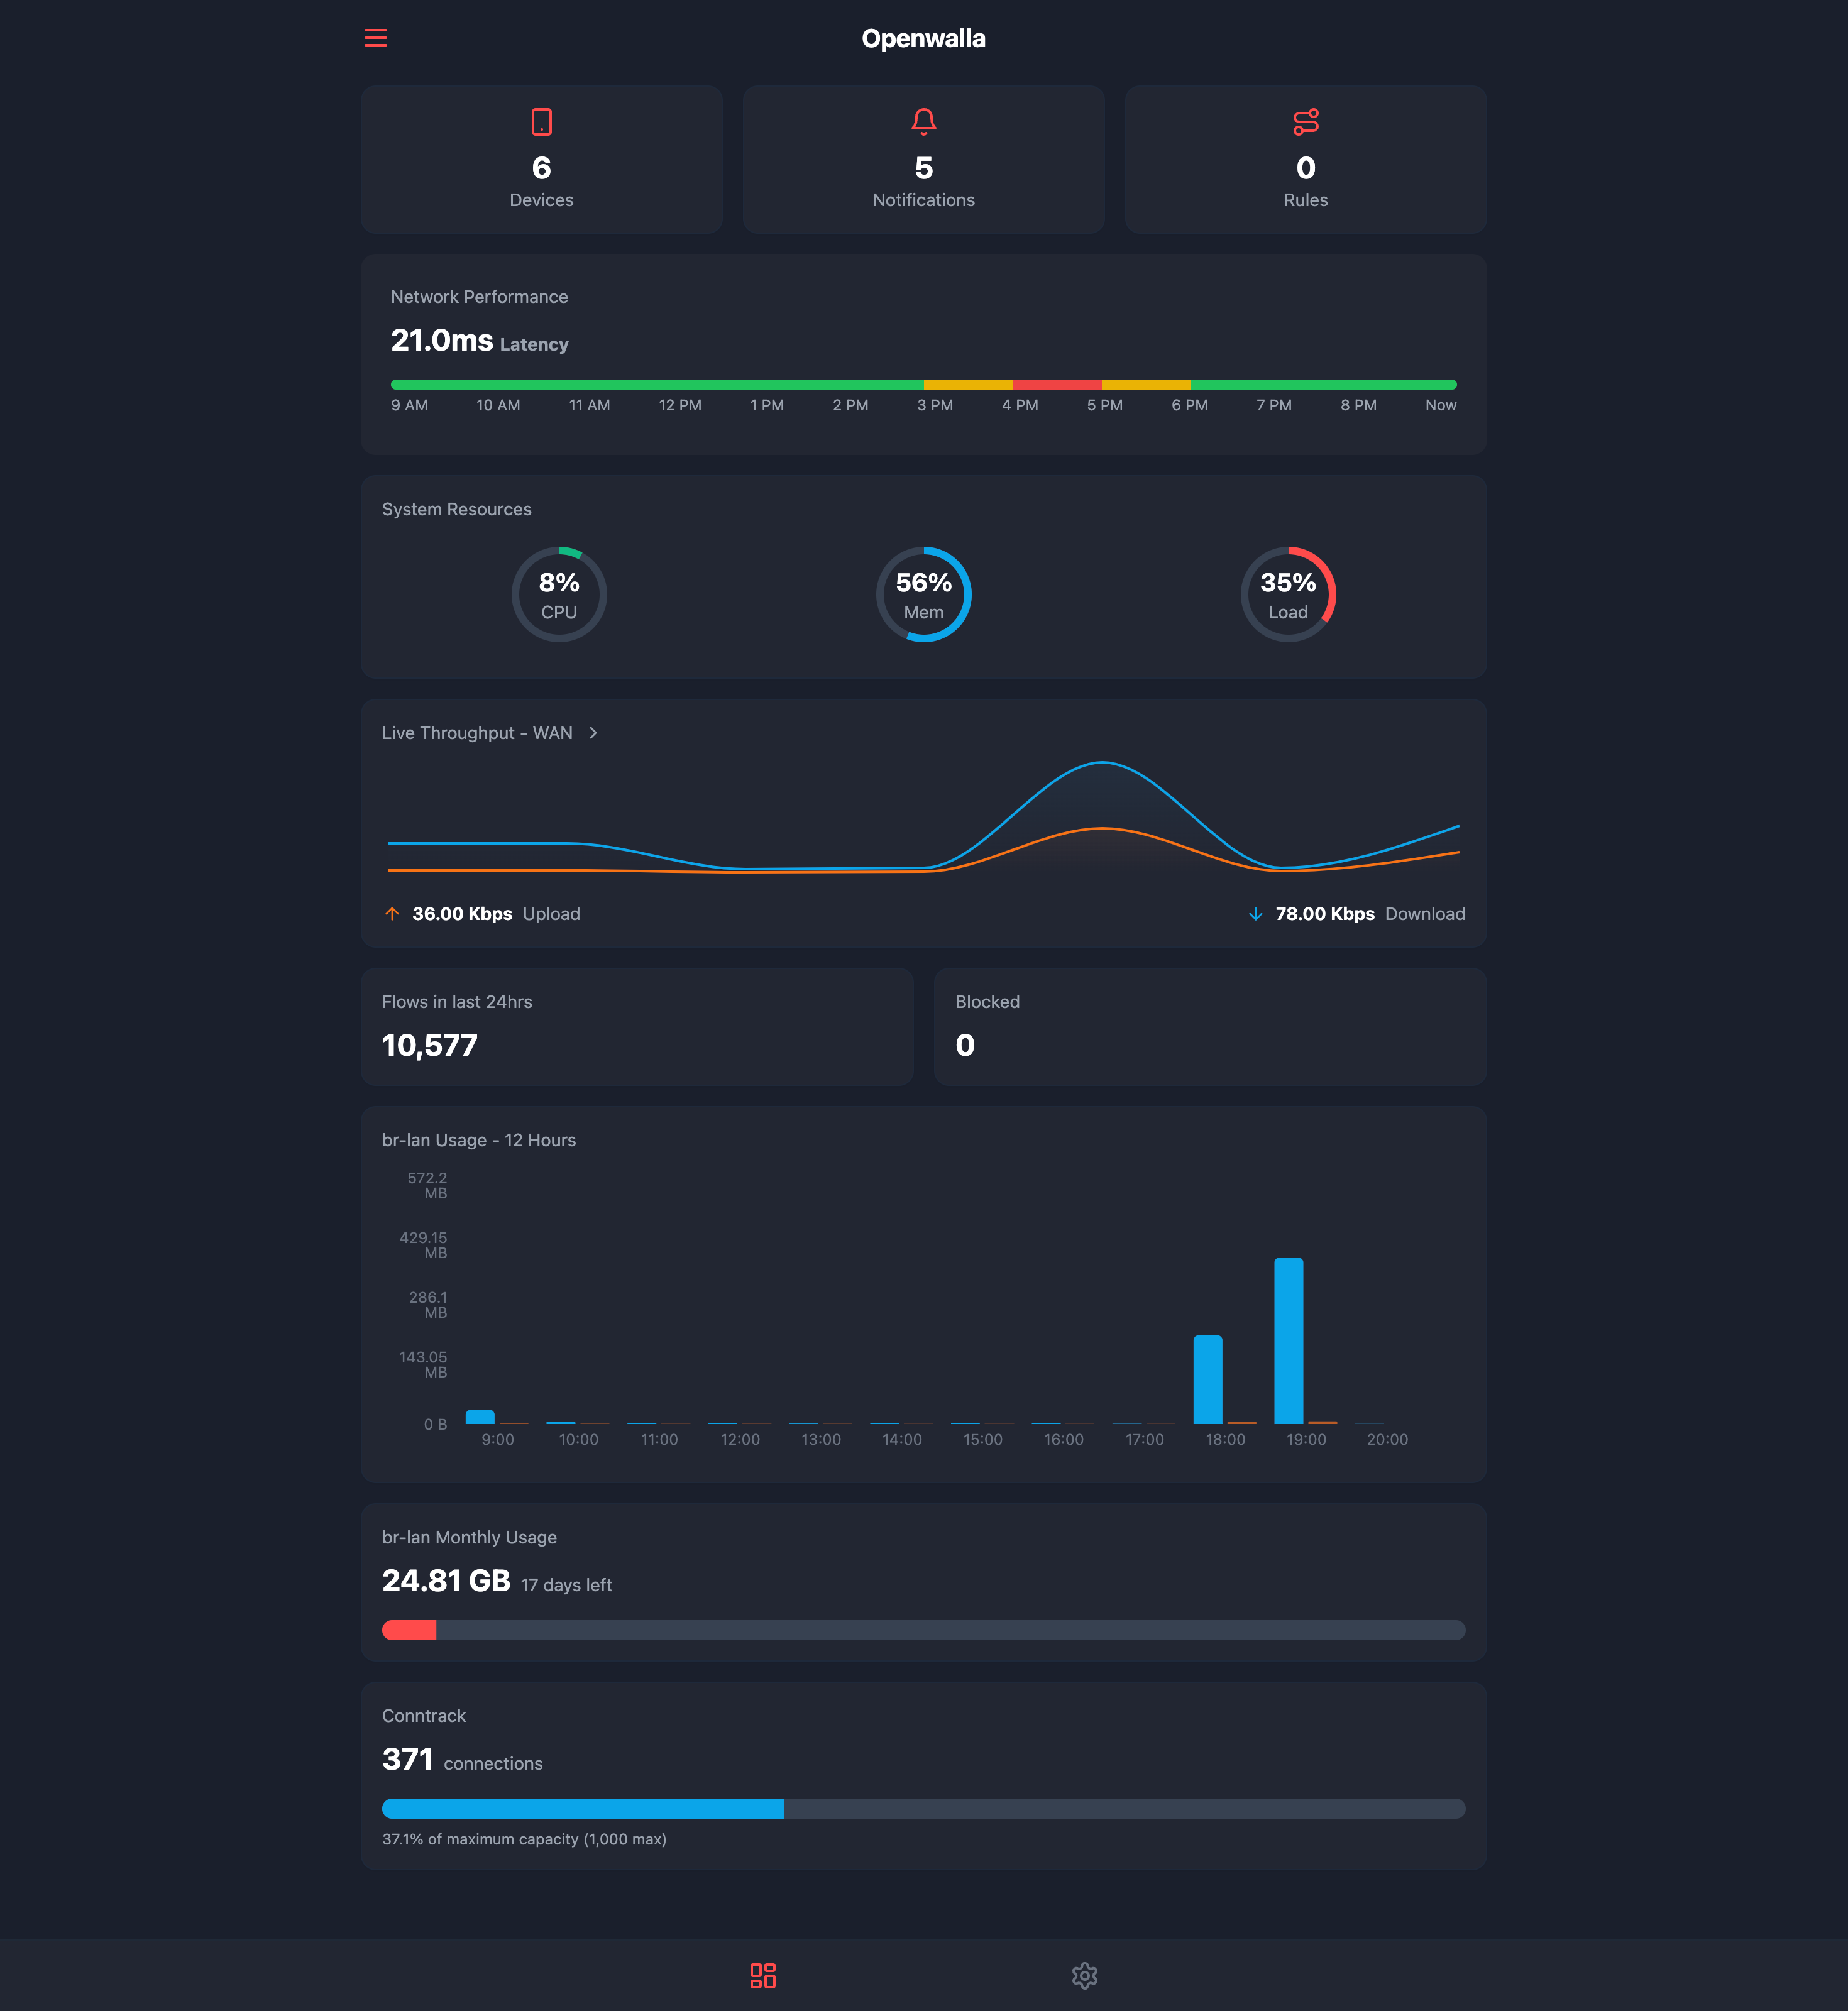 Openwalla
6
Devices
5
Notifications
0
Rules
Network Performance
21.0ms Latency
9 AM 10 AM 11 AM 12 PM 1 PM 2 PM 3 PM 4 PM 5 PM 6 PM 7 PM 8 PM Now
System Resources
8%
CPU
56%
Mem
35%
Load
Live Throughput - WAN
36.00 Kbps Upload
78.00 Kbps Download
Flows in last 24hrs
10,577
Blocked
0
br-lan Usage - 12 Hours
572.2
MB
429.15
MB
286.1
MB
143.05
MB
0 B
9:00 10:00 11:00 12:00 13:00 14:00 15:00 16:00 17:00 18:00 19:00 20:00
br-lan Monthly Usage
24.81 GB 17 days left
Conntrack
371 connections
37.1% of maximum capacity (1,000 max)